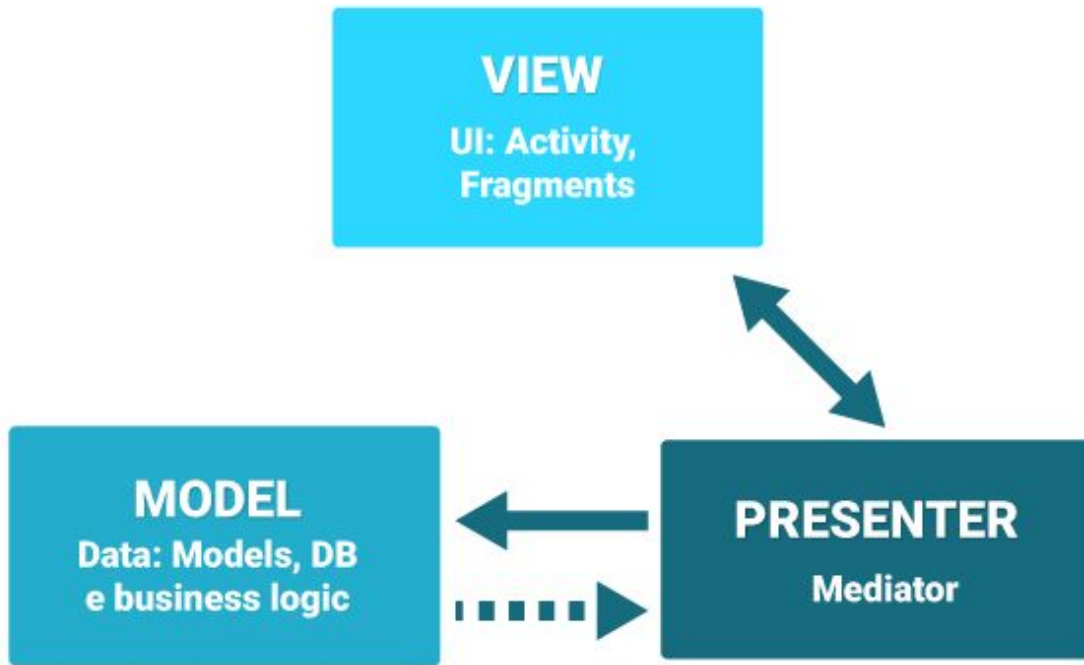 VIEW
UI: Activity,
Fragments
MODEL
Data: Models, DB
e business logic
PRESENTER
Mediator